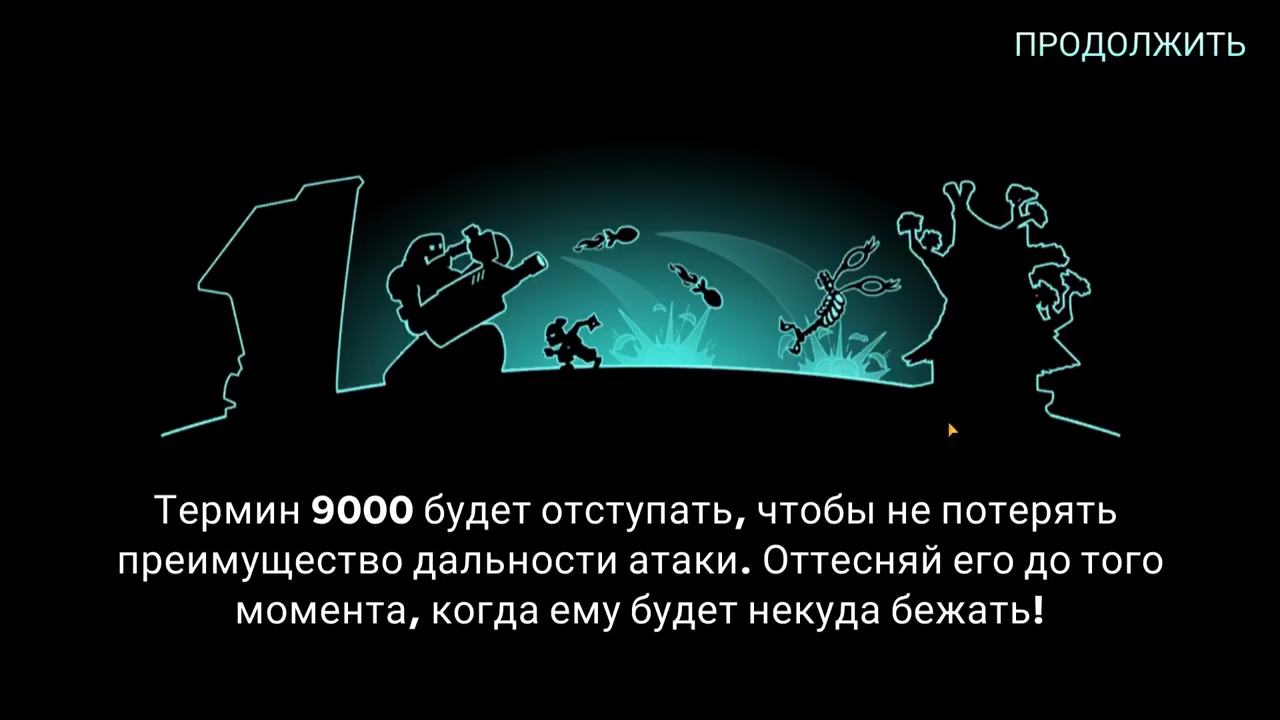 ПРОДОЛЖИТЬ
Термин 9000 будет отступать, чтобы не потерять
преимущество дальности атаки. Оттесняй его до того
момента, когда ему будет некуда бежать!